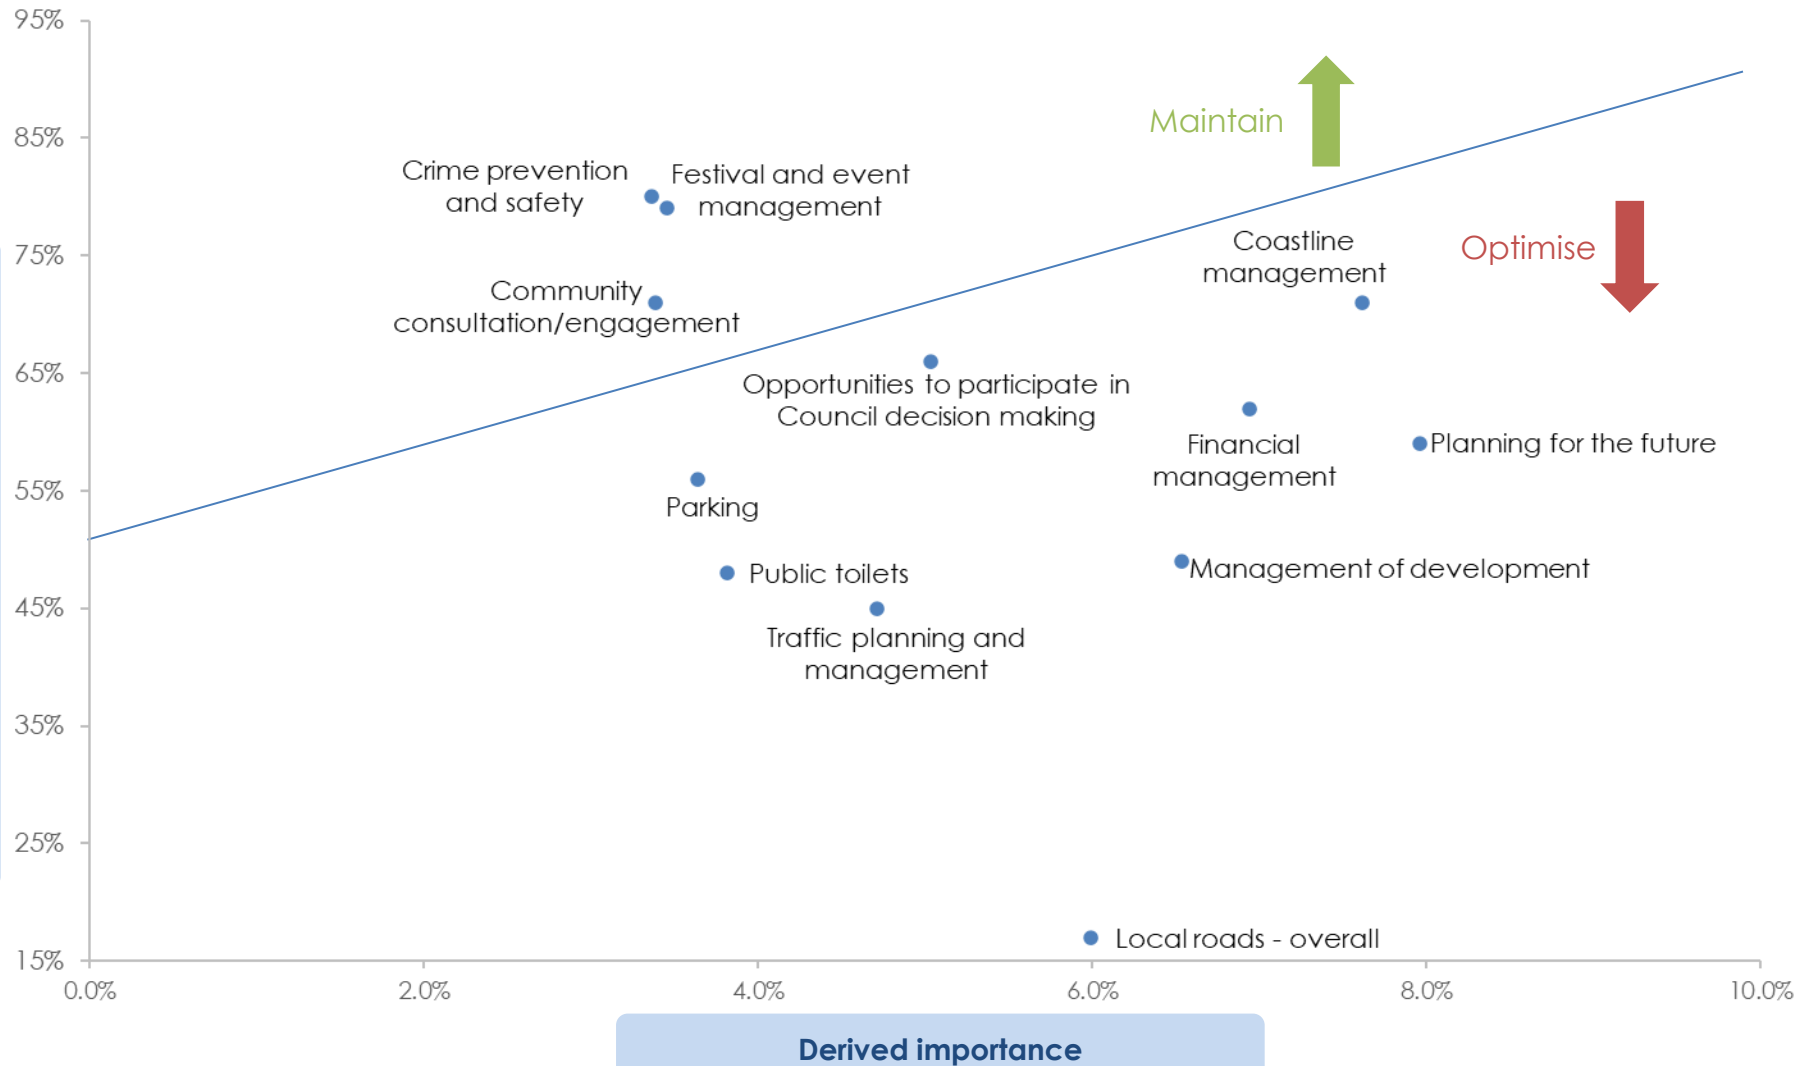 95%
85%
75%
65%
55%
45%
35%
25%
15%
0.0%
2.0%
4.0%
6.0%
8.0%
10.0%
Maintain
Optimise
Crime prevention
and safety
Festival and event
management
Community
consultation/engagement
Coastline
management
Opportunities to participate in
Council decision making
Financial
management
Planning for the future
Parking
Public toilets
Management of development
Traffic planning and
management
Local roads - overall
Derived importance